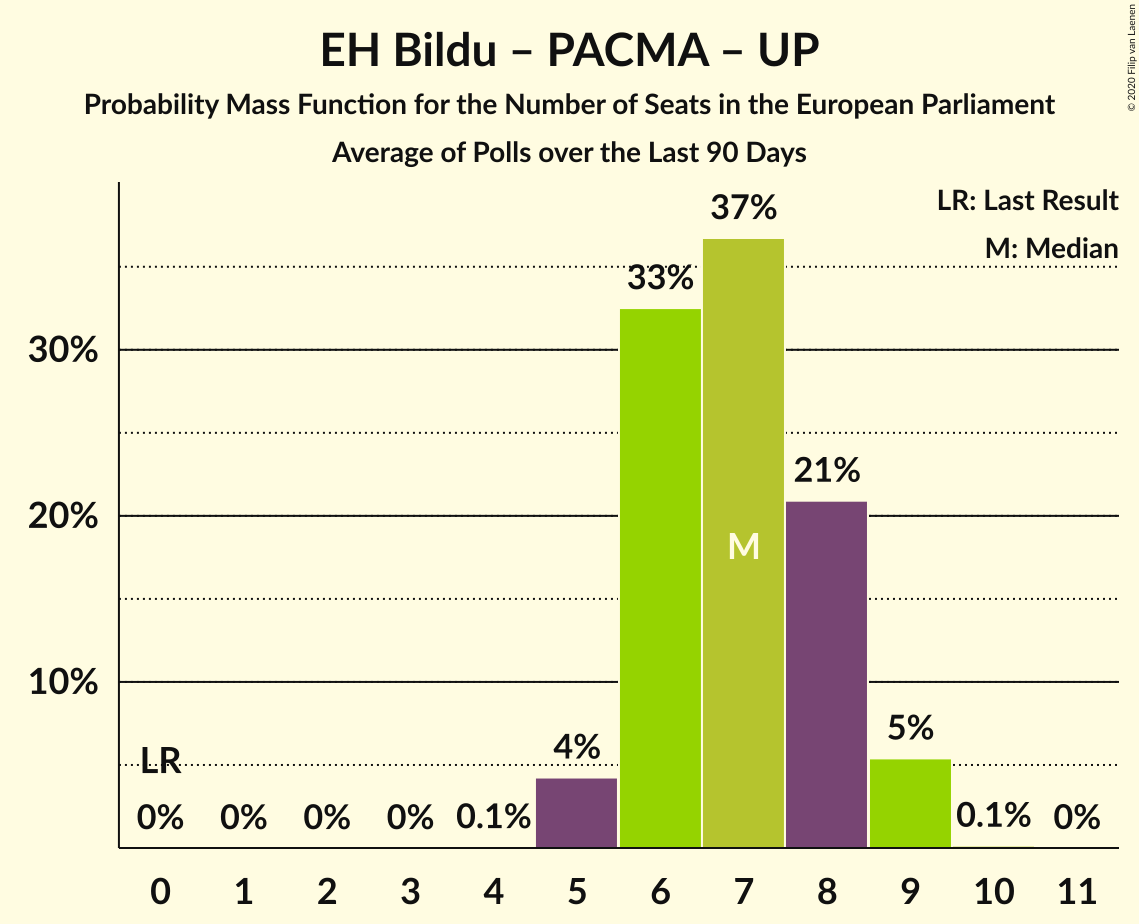 EH Bildu – PACMA – UP
Probability Mass Function for the Number of Seats in the European Parliament
Average of Polls over the Last 90 Days
© 2020 Filip van Laenen
LR: Last Result
M: Median
37%
33%
30%
21%
20%
M
10%
5%
4%
LR
0% 0% 0% 0% 0.1% 0.1% 0%
0 1 2 3 4 5 6 7 8 9 10 11